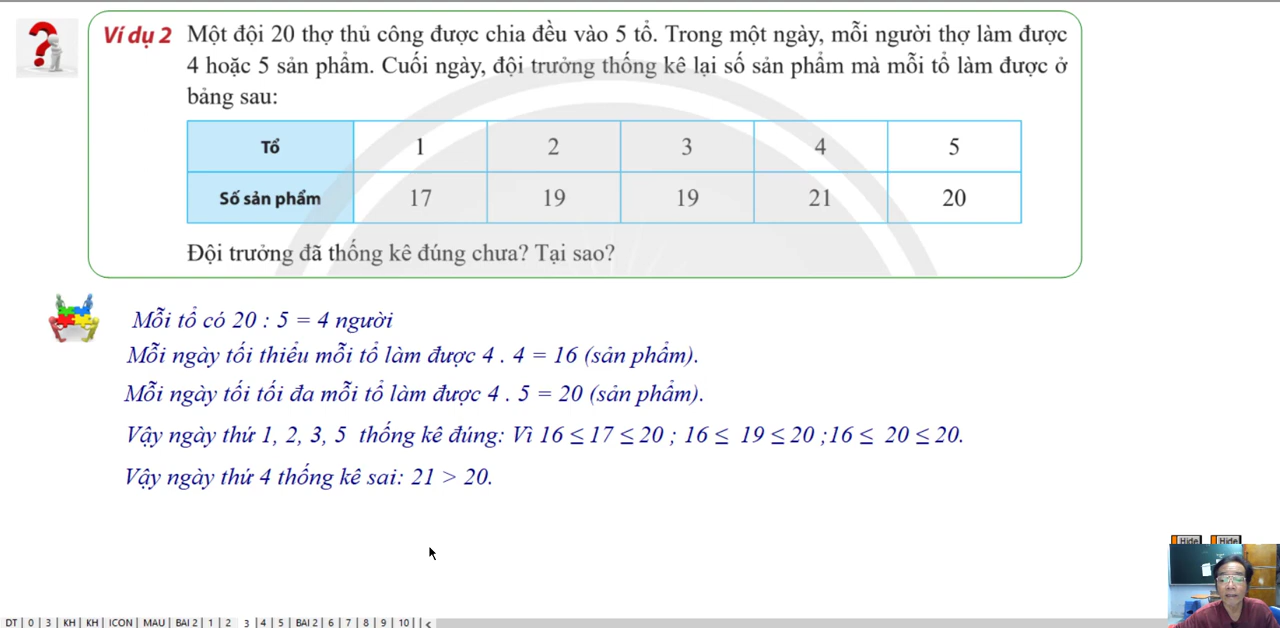 Ví dụ 2 Một đội 20 thợ thủ công được chia đều vào 5 tổ. Trong một ngày, mỗi người thợ làm được
4 hoặc 5 sản phẩm. Cuối ngày, đội trưởng thống kê lại số sản phẩm mà mỗi tổ làm được ở
bảng sau:
Tổ 1 2 3 4 5
Số sản phẩm 17 19 19 21 20
Đội trưởng đã thống kê đúng chưa? Tại sao?
Mỗi tổ có 20 : 5 = 4 người
Mỗi ngày tối thiểu mỗi tổ làm được 4 . 4 = 16 (sản phẩm).
Mỗi ngày tối tối đa mỗi tổ làm được 4 . 5 = 20 (sản phẩm).
Vậy ngày thứ 1, 2, 3, 5 thống kê đúng: Vì 16 ≤ 17 ≤ 20 ; 16 ≤ 19 ≤ 20 ;16 ≤ 20 ≤ 20.
Vậy ngày thứ 4 thống kê sai: 21 > 20.
Hide Hide
DT | 0 | 3 | KH | KH | ICON | MAU | BAI 2 | 1 | 2 3 | 4 | 5 | BAI 2 | 6 | 7 | 8 | 9 | 10 | | <